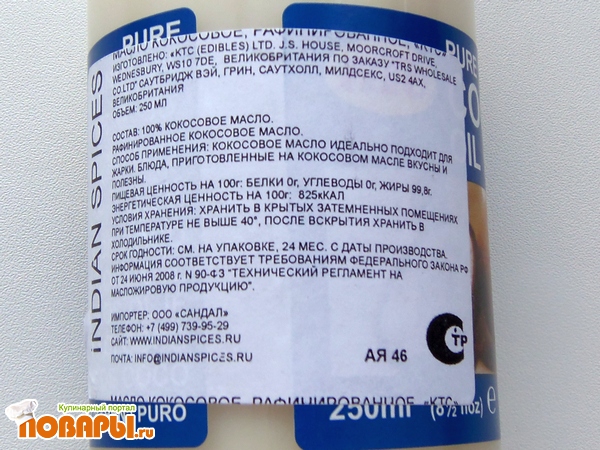 PURE
PURE
INDIAN SPICES
МАСЛО КОКОСОВОЕ, РАФИНИРОВАННОЕ, «КТС»
ИЗГОТОВЛЕНО: «КТС (EDIBLES) LTD. J.S. HOUSE, MOORCROFT DRIVE,
WEDNESBURY, WS10 7DE, ВЕЛИКОБРИТАНИЯ ПО ЗАКАЗУ "TRS WHOLESALE
CO.LTD" САУТБРИДЖ ВЭЙ, ГРИН, САУТХОЛЛ, МИЛДСЕКС, US2 4AX,
ВЕЛИКОБРИТАНИЯ
ОБЪЕМ: 250 МЛ
СОСТАВ: 100% КОКОСОВОЕ МАСЛО.
РАФИНИРОВАННОЕ КОКОСОВОЕ МАСЛО.
СПОСОБ ПРИМЕНЕНИЯ: КОКОСОВОЕ МАСЛО ИДЕАЛЬНО ПОДХОДИТ ДЛЯ
ЖАРКИ. БЛЮДА, ПРИГОТОВЛЕННЫЕ НА КОКОСОВОМ МАСЛЕ ВКУСНЫ И
ПОЛЕЗНЫ.
ПИЩЕВАЯ ЦЕННОСТЬ НА 100г: БЕЛКИ 0г, УГЛЕВОДЫ 0г, ЖИРЫ 99,8г.
ЭНЕРГЕТИЧЕСКАЯ ЦЕННОСТЬ НА 100г: 825кКАЛ
УСЛОВИЯ ХРАНЕНИЯ: ХРАНИТЬ В КРЫТЫХ ЗАТЕМНЕННЫХ ПОМЕЩЕНИЯХ
ПРИ ТЕМПЕРАТУРЕ НЕ ВЫШЕ 40°, ПОСЛЕ ВСКРЫТИЯ ХРАНИТЬ В
ХОЛОДИЛЬНИКЕ.
СРОК ГОДНОСТИ: СМ. НА УПАКОВКЕ, 24 МЕС. С ДАТЫ ПРОИЗВОДСТВА.
ИНФОРМАЦИЯ СООТВЕТСТВУЕТ ТРЕБОВАНИЯМ ФЕДЕРАЛЬНОГО ЗАКОНА РФ
ОТ 24 ИЮНЯ 2008 г. N 90-ФЗ "ТЕХНИЧЕСКИЙ РЕГЛАМЕНТ НА
МАСЛОЖИРОВУЮ ПРОДУКЦИЮ".
ИМПОРТЕР: ООО «САНДАЛ»
ТЕЛЕФОН: +7 (499) 739-95-29
САЙТ: WWW.INDIANSPICES.RU
ПОЧТА: INFO@INDIANSPICES.RU
АЯ 46
ТР
МАСЛО КОКОСОВОЕ, РАФИНИРОВАННОЕ, «КТС»
PURO
250ml (8½ floz) e
Кулинарный портал
ПОВАРЫ.ru